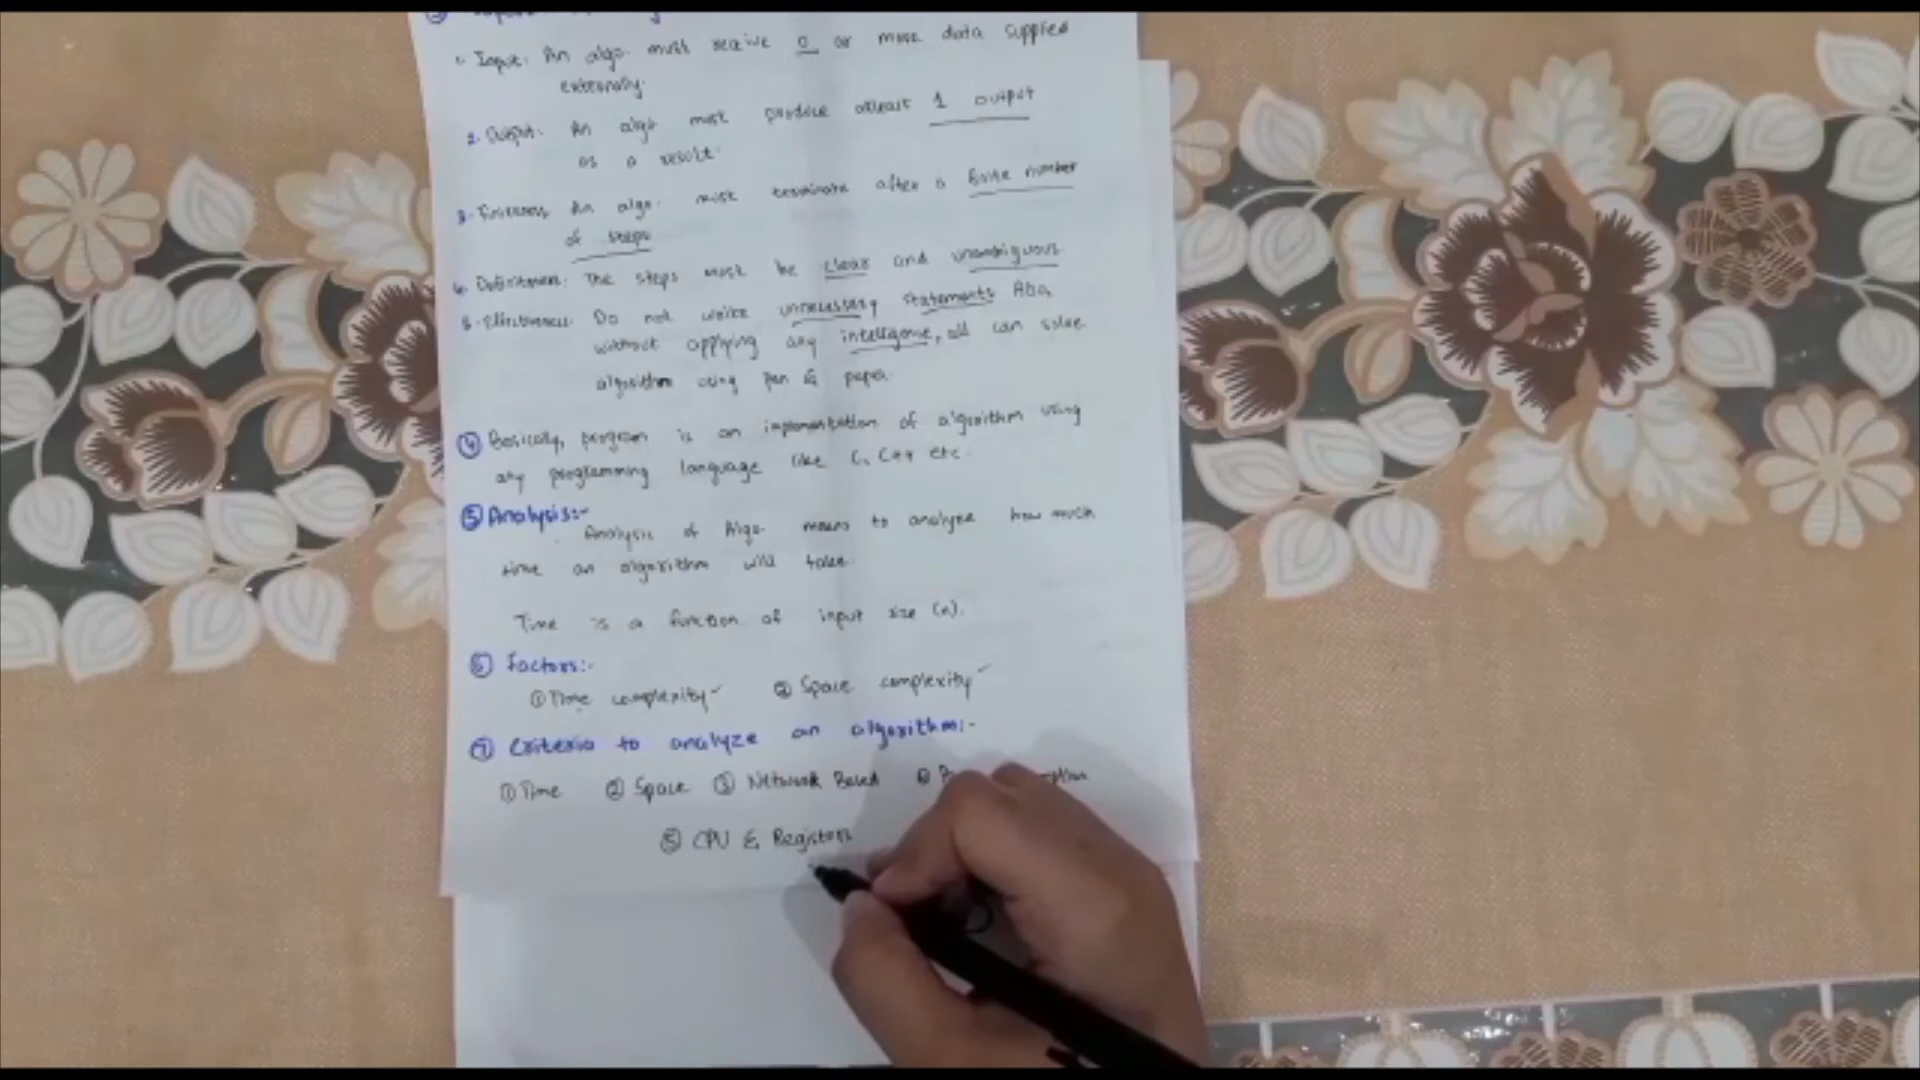 1. Input: An algo. must receive 0 or more data supplied
externally.
2. Output: An algo must produce atleast 1 output
as a result.
3. Finiteness An algo. must terminate after a finite number
of steps
4. Definiteness: The steps must be clear and unambiguous
5. Effectiveness: Do not write unnecessary statements Also
without applying any intelligence, all can solve
algorithm using pen & paper.
④ Basically, program is an implementation of algorithm using
any programming language like C, C++ etc.
⑤ Analysis:-
Analysis of Algo. means to analyze how much
time an algorithm will take.
Time is a function of input size (n).
⑥ Factors:-
① Time complexity ② Space complexity
⑦ Criteria to analyze an algorithm:-
① Time ② Space ③ Network Based ④
⑤ CPU & Registers